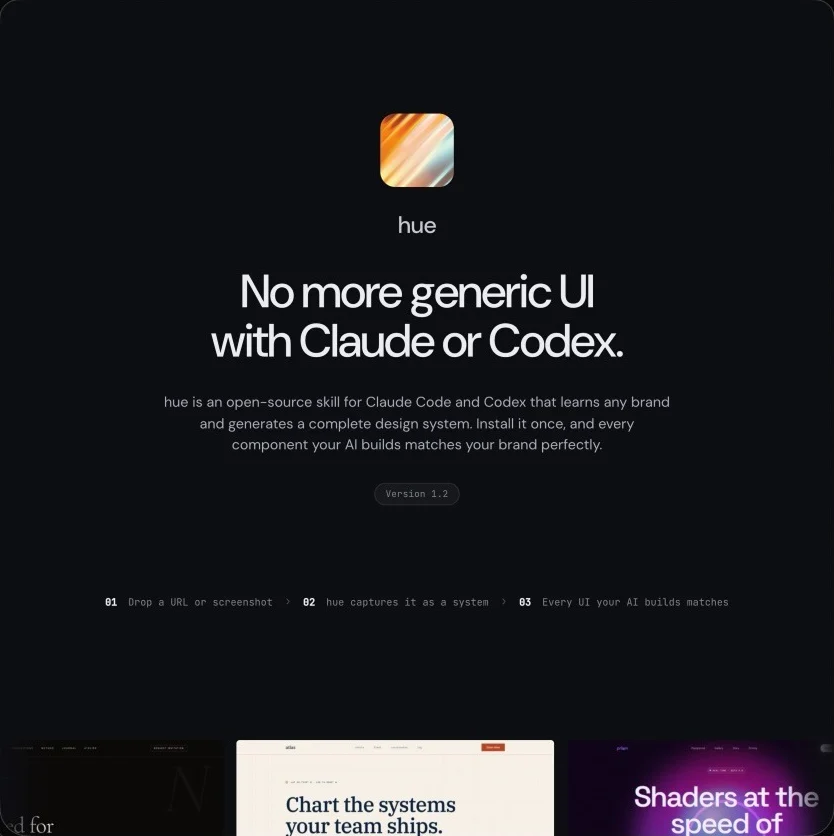 hue
No more generic UI
with Claude or Codex.
hue is an open-source skill for Claude Code and Codex that learns any brand
and generates a complete design system. Install it once, and every
component your AI builds matches your brand perfectly.
Version 1.2
01 Drop a URL or screenshot > 02 hue captures it as a system > 03 Every UI your AI builds matches
atlas
N
ed for
Chart the systems
your team ships.
Shaders at the
speed of